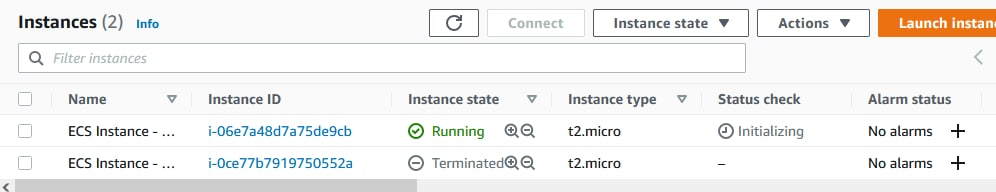 Instances (2) Info Connect Instance state Actions Launch instan
Filter instances
Name Instance ID Instance state Instance type Status check Alarm status
ECS Instance - ... i-06e7a48d7a75de9cb Running t2.micro Initializing No alarms +
ECS Instance - ... i-0ce77b7919750552a Terminated t2.micro – No alarms +